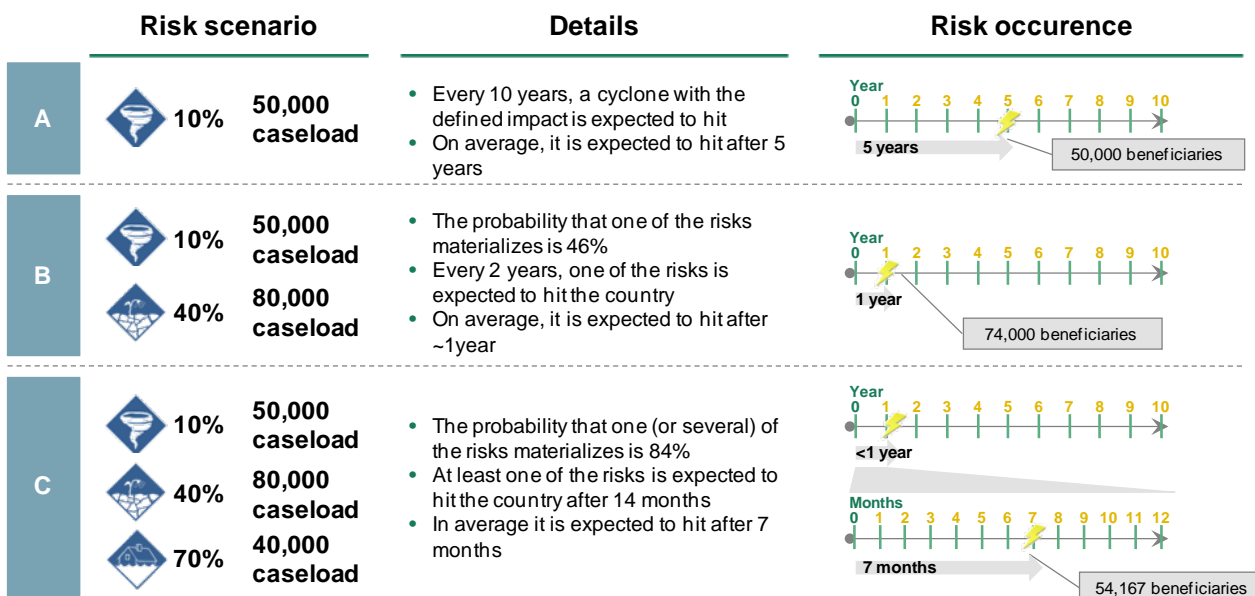 Risk scenario
Details
Risk occurence
A
10%
50,000
caseload
• Every 10 years, a cyclone with the
defined impact is expected to hit
• On average, it is expected to hit after 5
years
Year
0 1 2 3 4 5 6 7 8 9 10
5 years
50,000 beneficiaries
B
10%
50,000
caseload
40%
80,000
caseload
• The probability that one of the risks
materializes is 46%
• Every 2 years, one of the risks is
expected to hit the country
• On average, it is expected to hit after
~1year
Year
0 1 2 3 4 5 6 7 8 9 10
1 year
74,000 beneficiaries
C
10%
50,000
caseload
40%
80,000
caseload
70%
40,000
caseload
• The probability that one (or several) of
the risks materializes is 84%
• At least one of the risks is expected to
hit the country after 14 months
• In average it is expected to hit after 7
months
Year
0 1 2 3 4 5 6 7 8 9 10
<1 year
Months
0 1 2 3 4 5 6 7 8 9 10 11 12
7 months
54,167 beneficiaries